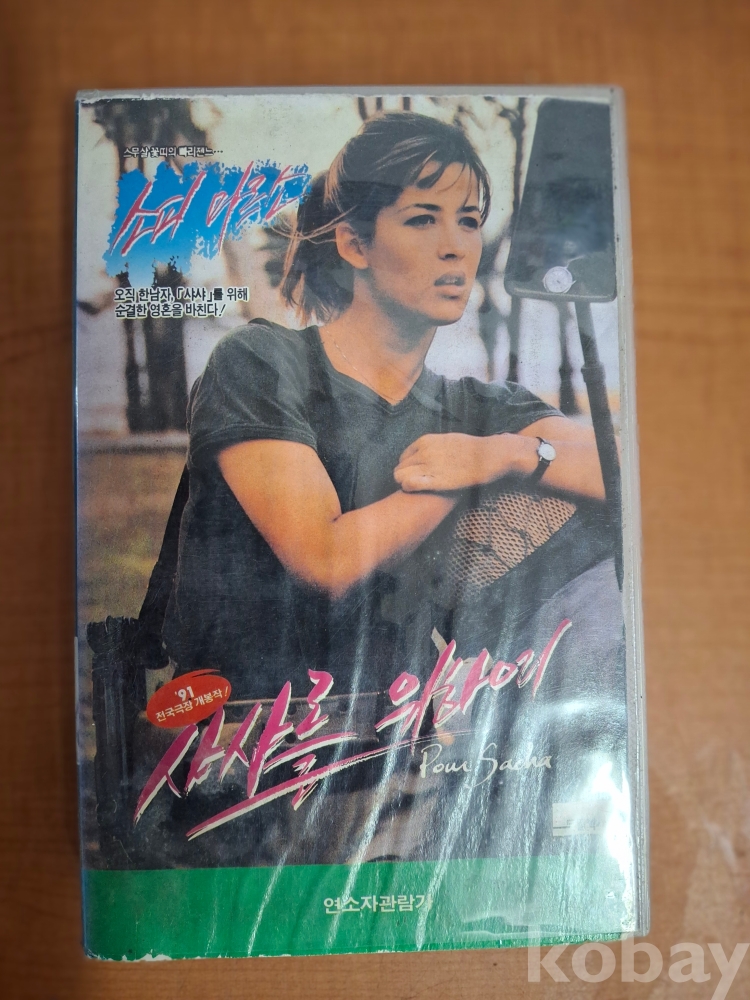 스무살 꽃띠의 빠리젠느…
소피 마르소
오직 한남자, 「샤샤」를 위해
순결한 영혼을 바친다!
'91
전국극장 개봉작!
샤샤를 위하여
Pour Sacha
연소자관람가
kobay